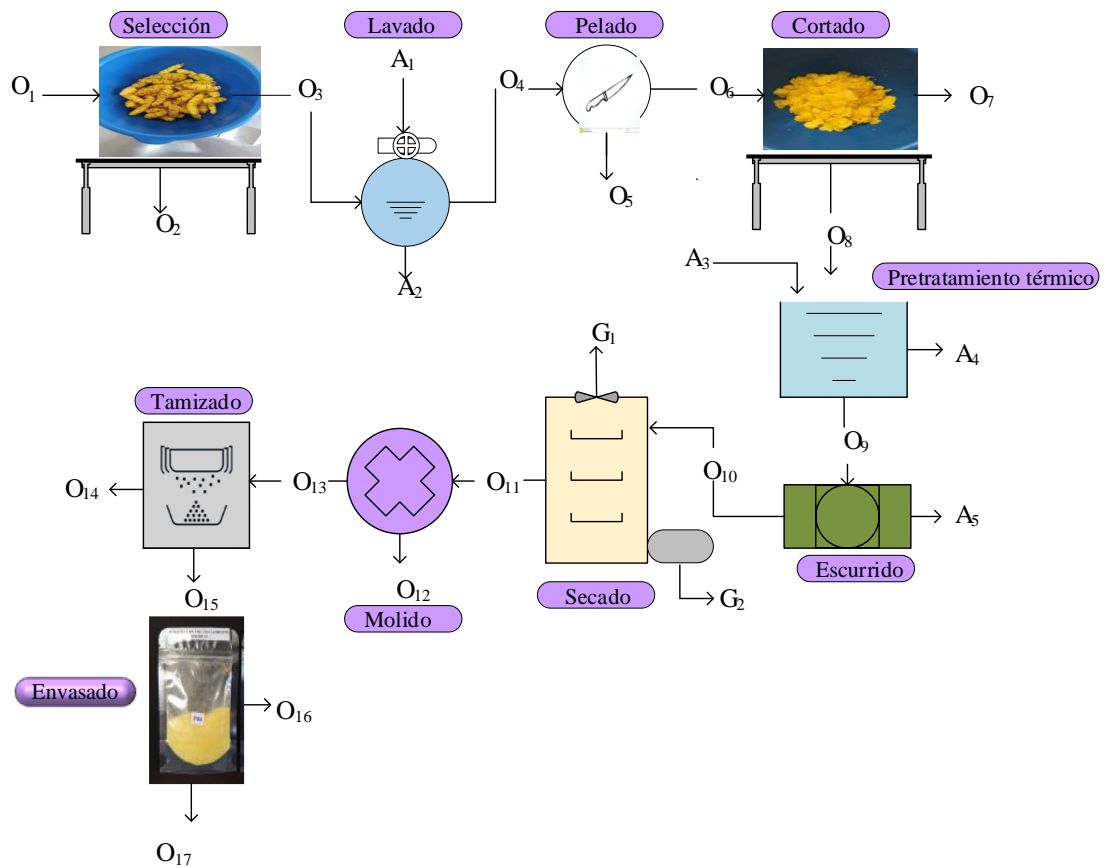 Selección
Lavado
Pelado
Cortado
O1
O3
A1
O4
O6
O7
O2
A2
O5
O8
A3
Pretratamiento térmico
A4
G1
O9
Tamizado
O10
O14
O13
O11
A5
Escurrido
O12
Secado
G2
O15
Molido
Envasado
O16
O17